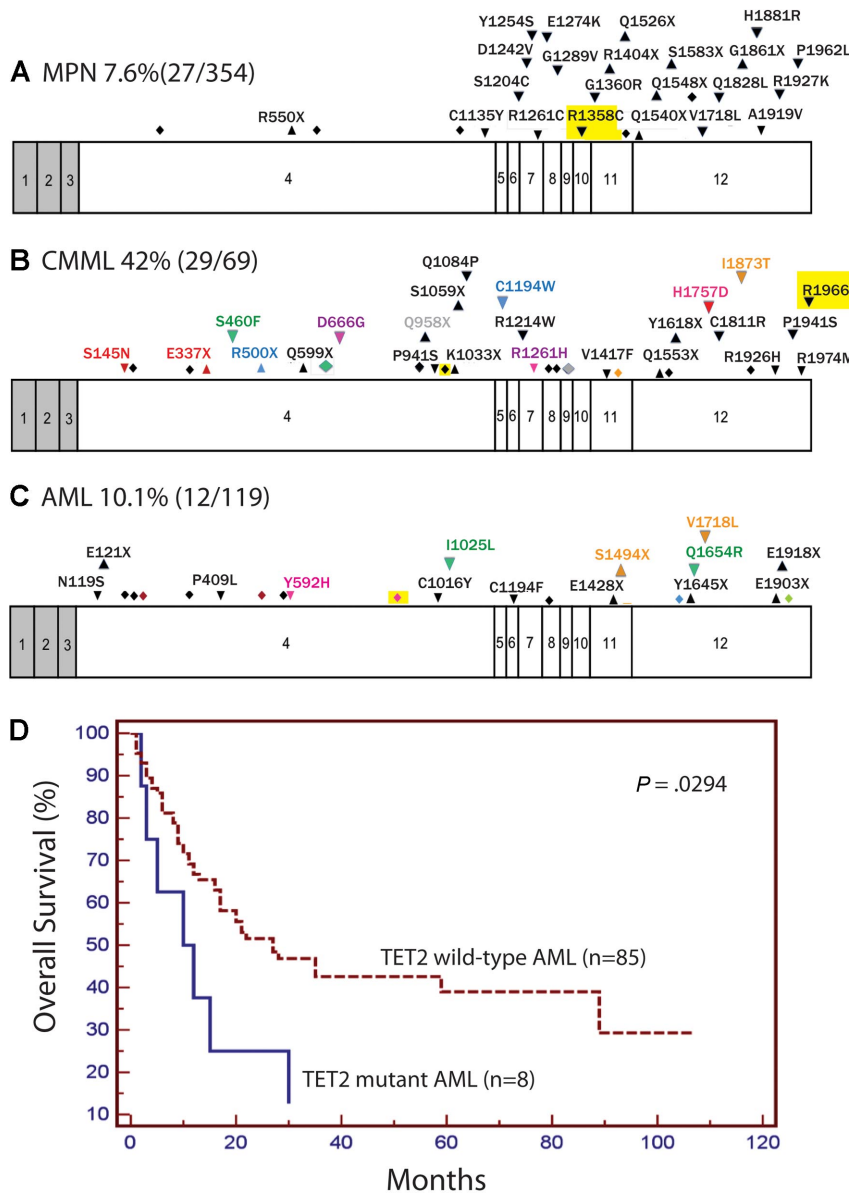 Y1254S E1274K Q1526X H1881R
D1242V G1289V R1404X S1583X G1861X P1962L
A MPN 7.6%(27/354)
S1204C G1360R Q1548X Q1828L R1927K
R550X C1135Y R1261C R1358C Q1540X V1718L A1919V
1 2 3 4 5 6 7 8 9 10 11 12
B CMML 42% (29/69)
Q1084P I1873T
S1059X C1194W H1757D R1966
S460F D666G Q958X R1214W Y1618X C1811R P1941S
S145N E337X R500X Q599X P941S K1033X R1261H V1417F Q1553X R1926H R1974M
1 2 3 4 5 6 7 8 9 10 11 12
C AML 10.1% (12/119)
V1718L
E121X I1025L S1494X Q1654R E1918X
N119S P409L Y592H C1016Y C1194F E1428X Y1645X E1903X
1 2 3 4 5 6 7 8 9 10 11 12
D
100
90
80
70
60
50
40
30
20
10
Overall Survival (%)
P = .0294
TET2 wild-type AML (n=85)
TET2 mutant AML (n=8)
0 20 40 60 80 100 120
Months